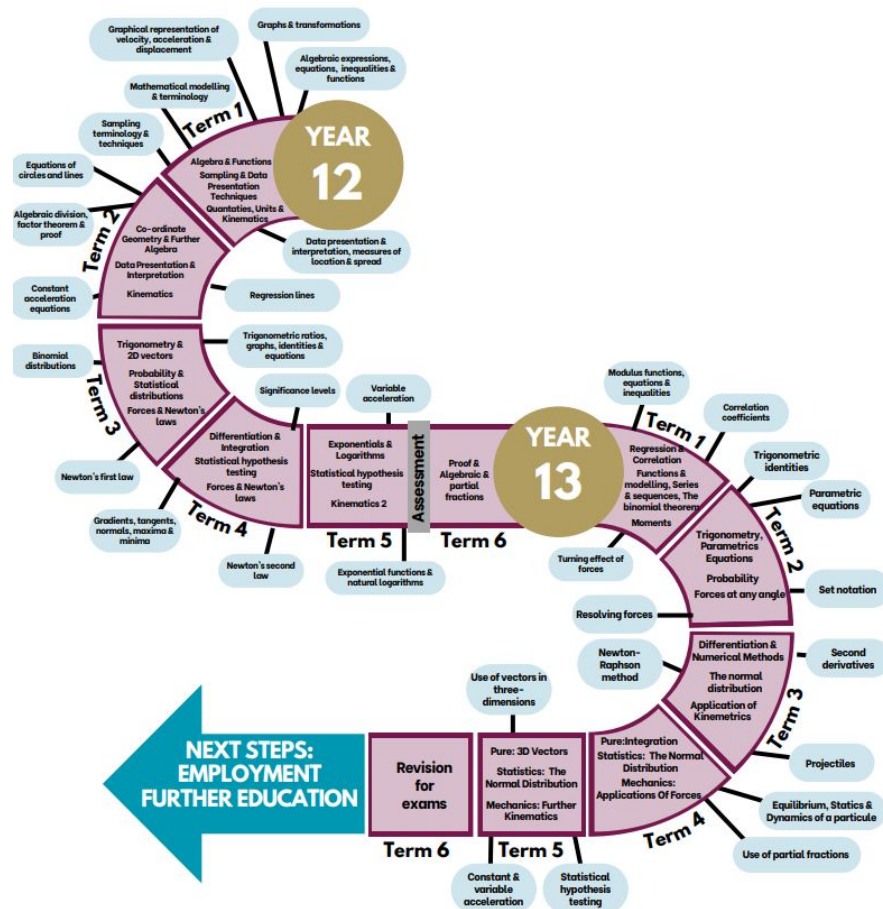 Graphical representation of
velocity, acceleration &
displacement
Graphs & transformations
Algebraic expressions,
equations, inequalities &
functions
Mathematical modelling
& terminology
Sampling
terminology &
techniques
Term 1
YEAR
12
Algebra & Functions
Sampling & Data
Presentation
Techniques
Quantaties, Units &
Kinematics
Equations of
circles and lines
Algebraic division,
factor theorem &
proof
Term 2
Co-ordinate
Geometry & Further
Algebra
Data Presentation &
Interpretation
Kinematics
Data presentation &
interpretation, measures of
location & spread
Constant
acceleration
equations
Regression lines
Binomial
distributions
Trigonometry &
2D vectors
Probability &
Statistical
distributions
Forces & Newton's
laws
Trigonometric ratios,
graphs, identities &
equations
Term 3
Newton's first law
Significance levels
Differentiation &
Integration
Statistical hypothesis
testing
Forces & Newton's
laws
Term 4
Gradients, tangents,
normals, maxima &
minima
Newton's second
law
Variable
acceleration
Exponentials &
Logarithms
Statistical hypothesis
testing
Kinematics 2
Term 5
Exponential functions &
natural logarithms
Assessment
Proof &
Algebraic &
partial
fractions
Term 6
YEAR
13
Modulus functions,
equations &
inequalities
Term 1
Correlation
coefficients
Regression &
Correlation
Functions &
modelling, Series
& sequences, The
binomial theorem
Moments
Turning effect of
forces
Trigonometric
identities
Parametric
equations
Trigonometry,
Parametrics
Equations
Probability
Forces at any angle
Term 2
Set notation
Resolving forces
Newton-
Raphson
method
Differentiation &
Numerical Methods
The normal
distribution
Application of
Kinemetrics
Second
derivatives
Term 3
Projectiles
Pure:Integration
Statistics: The Normal
Distribution
Mechanics:
Applications Of Forces
Term 4
Equilibrium, Statics &
Dynamics of a particule
Use of partial fractions
Use of vectors in
three-
dimensions
Pure: 3D Vectors
Statistics: The
Normal Distribution
Mechanics: Further
Kinematics
Term 5
Constant &
variable
acceleration
Statistical
hypothesis
testing
Revision
for
exams
Term 6
NEXT STEPS:
EMPLOYMENT
FURTHER EDUCATION